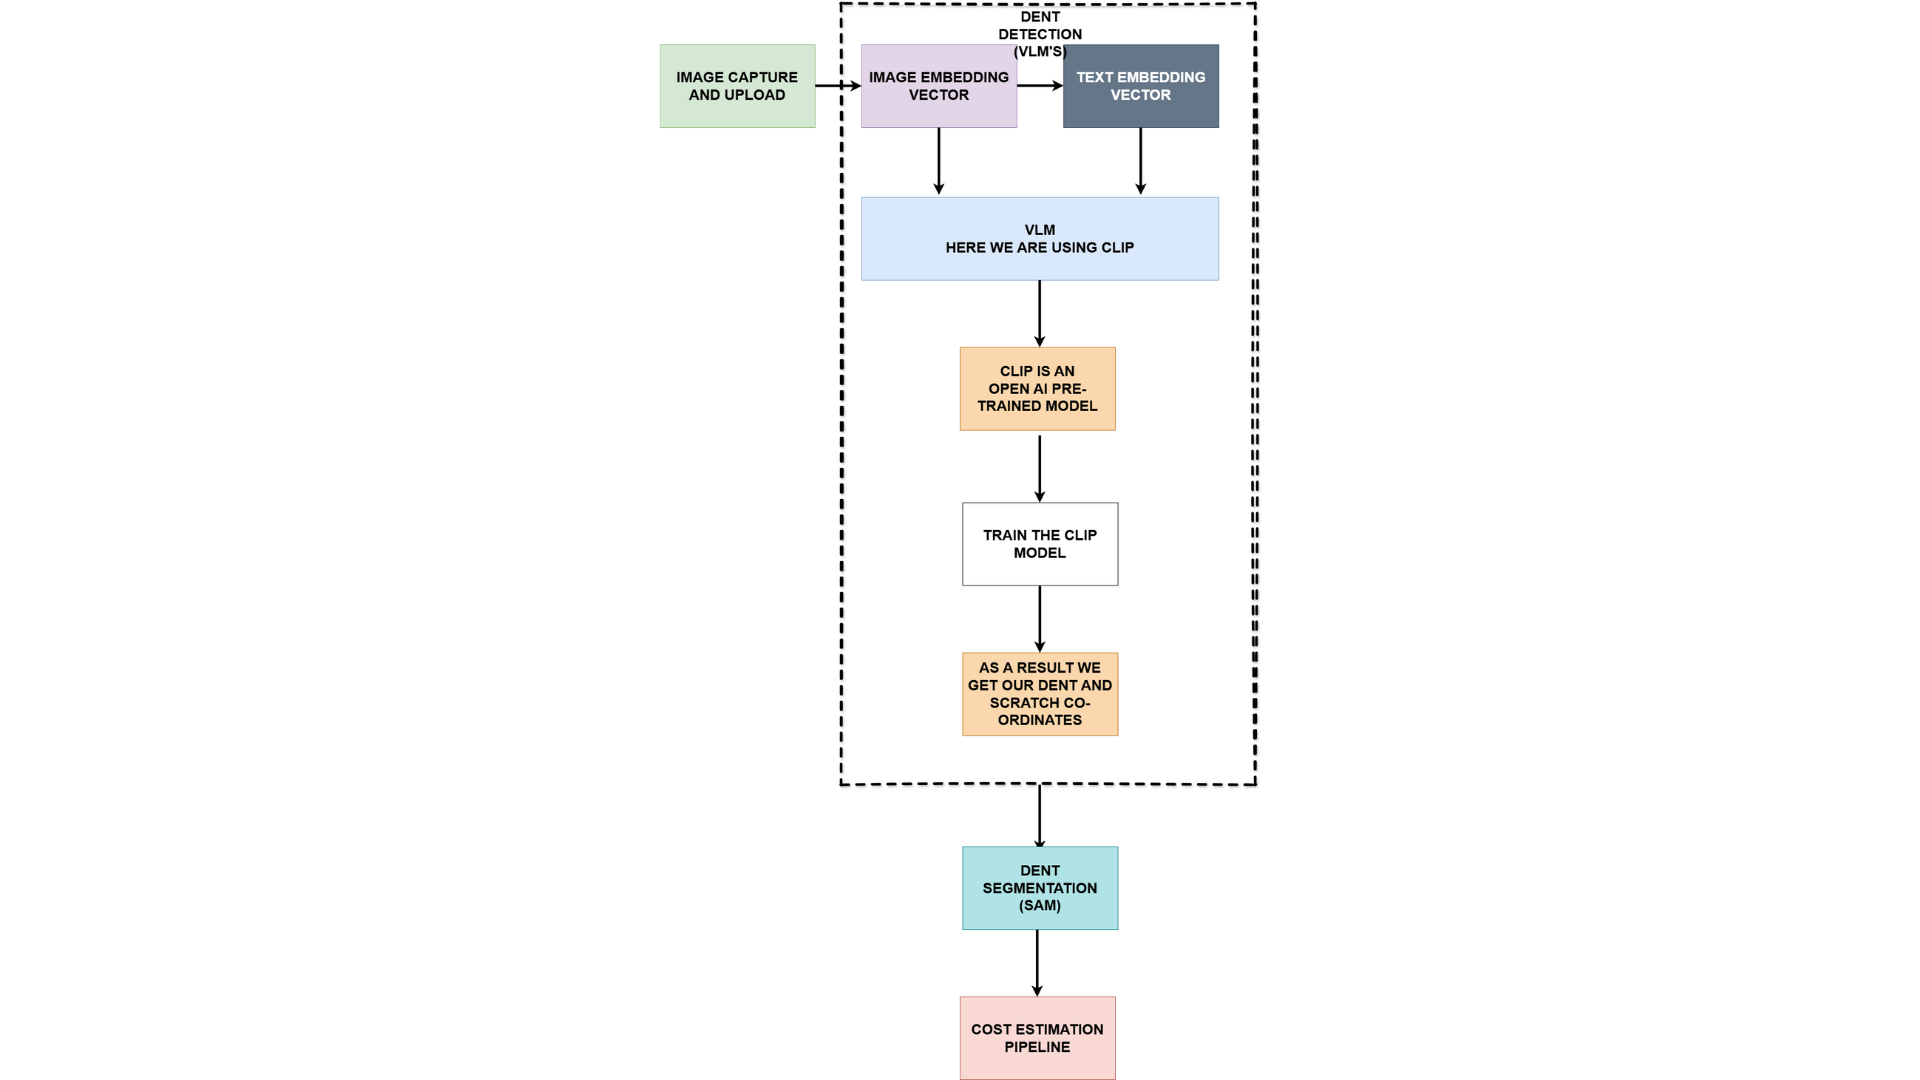 DENT
DETECTION
(VLM'S)
IMAGE CAPTURE
AND UPLOAD
IMAGE EMBEDDING
VECTOR
TEXT EMBEDDING
VECTOR
VLM
HERE WE ARE USING CLIP
CLIP IS AN
OPEN AI PRE-
TRAINED MODEL
TRAIN THE CLIP
MODEL
AS A RESULT WE
GET OUR DENT AND
SCRATCH CO-
ORDINATES
DENT
SEGMENTATION
(SAM)
COST ESTIMATION
PIPELINE